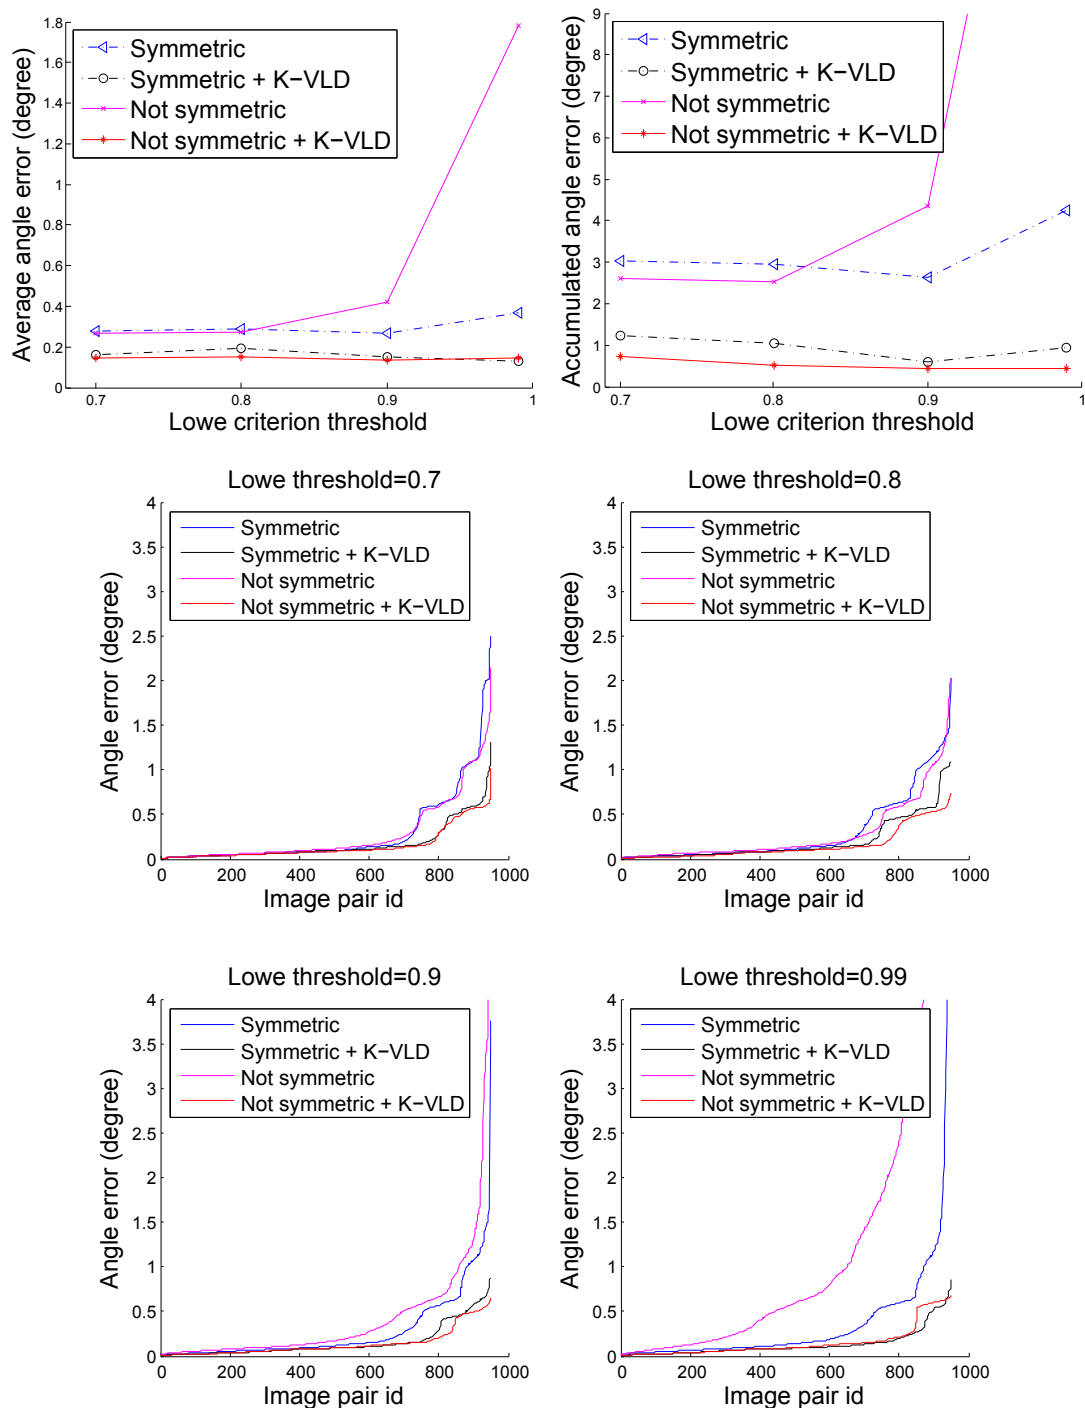 1.8
1.6
1.4
1.2
1
0.8
0.6
0.4
0.2
0
Average angle error (degree)
Symmetric
Symmetric + K−VLD
Not symmetric
Not symmetric + K−VLD
0.7
0.8
0.9
1
Lowe criterion threshold
9
8
7
6
5
4
3
2
1
0
Accumulated angle error (degree)
Symmetric
Symmetric + K−VLD
Not symmetric
Not symmetric + K−VLD
0.7
0.8
0.9
1
Lowe criterion threshold
Lowe threshold=0.7
4
3.5
3
2.5
2
1.5
1
0.5
0
Angle error (degree)
Symmetric
Symmetric + K−VLD
Not symmetric
Not symmetric + K−VLD
0
200
400
600
800
1000
Image pair id
Lowe threshold=0.8
4
3.5
3
2.5
2
1.5
1
0.5
0
Angle error (degree)
Symmetric
Symmetric + K−VLD
Not symmetric
Not symmetric + K−VLD
0
200
400
600
800
1000
Image pair id
Lowe threshold=0.9
4
3.5
3
2.5
2
1.5
1
0.5
0
Angle error (degree)
Symmetric
Symmetric + K−VLD
Not symmetric
Not symmetric + K−VLD
0
200
400
600
800
1000
Image pair id
Lowe threshold=0.99
4
3.5
3
2.5
2
1.5
1
0.5
0
Angle error (degree)
Symmetric
Symmetric + K−VLD
Not symmetric
Not symmetric + K−VLD
0
200
400
600
800
1000
Image pair id